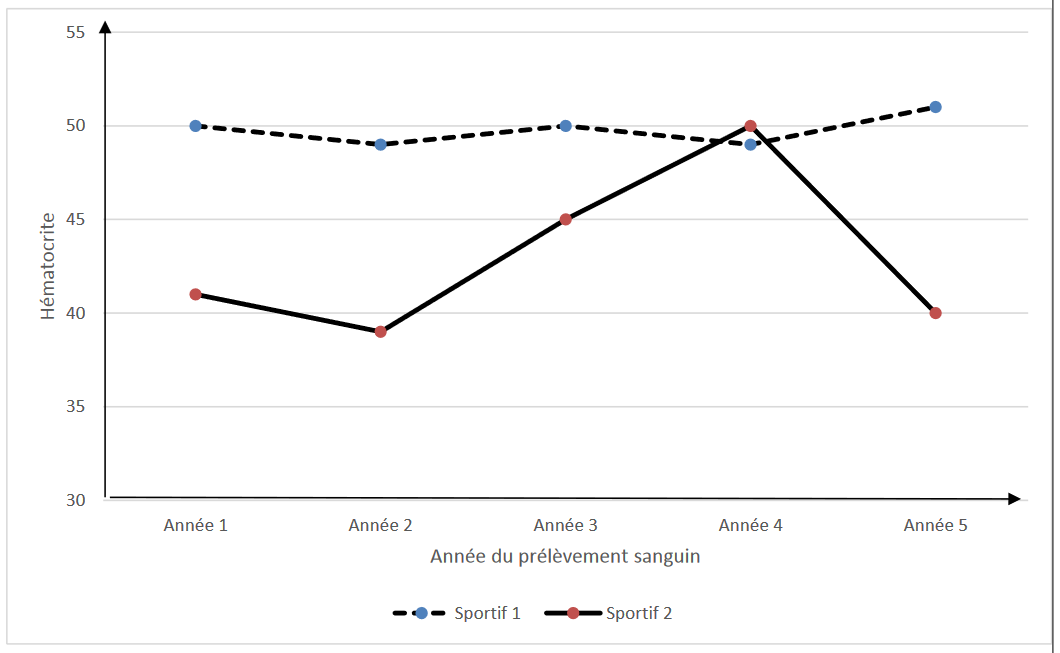 55
50
45
40
35
30
Hématocrite
Année 1 Année 2 Année 3 Année 4 Année 5
Année du prélèvement sanguin
Sportif 1 Sportif 2